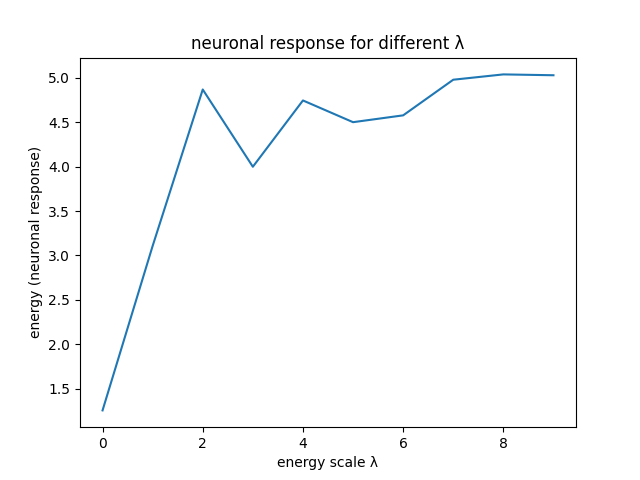 neuronal response for different λ
energy (neuronal response)
5.0
4.5
4.0
3.5
3.0
2.5
2.0
1.5
0 2 4 6 8
energy scale λ